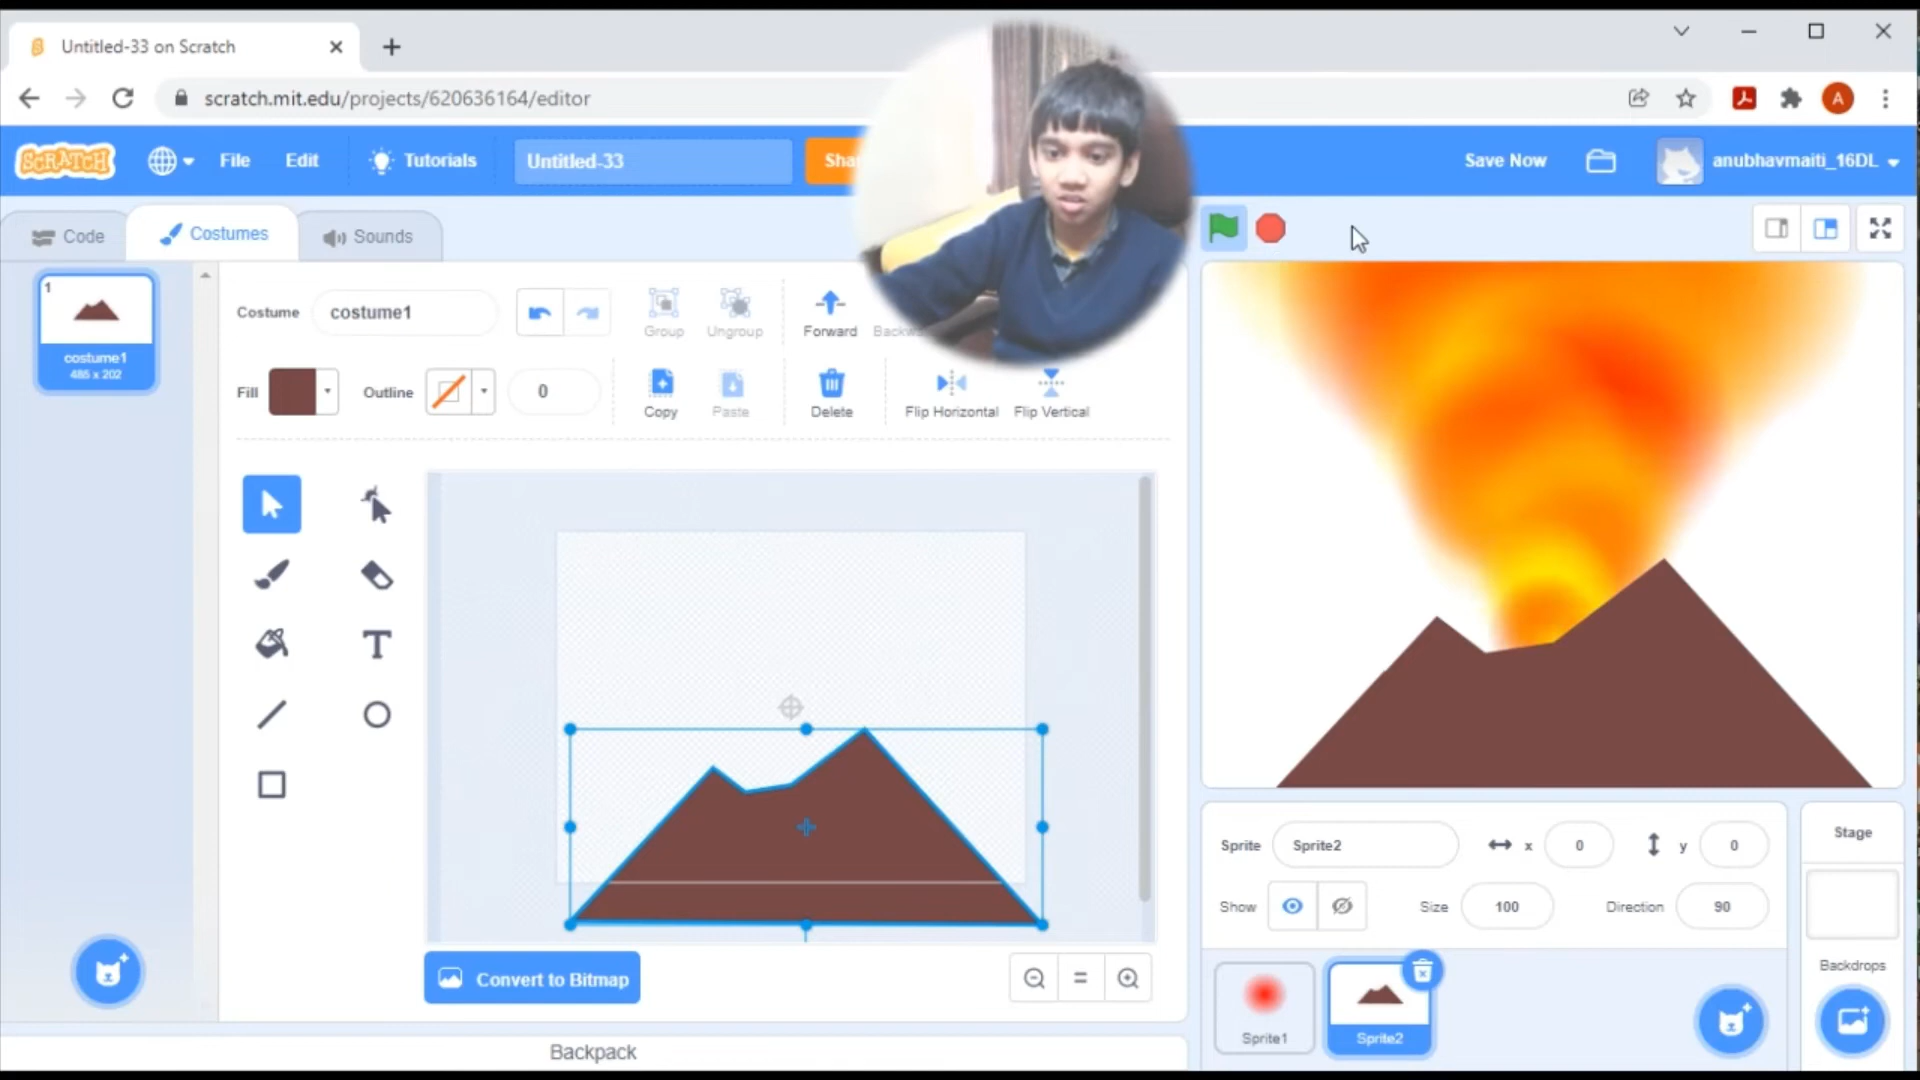 Untitled-33 on Scratch
scratch.mit.edu/projects/620636164/editor
A
SCRATCH
File
Edit
Tutorials
Untitled-33
Save Now
anubhavmaiti_16DL
Code
Costumes
Sounds
1
costume1
485 x 202
Costume
costume1
Group
Ungroup
Forward
Fill
Outline
0
Copy
Paste
Delete
Flip Horizontal
Flip Vertical
T
Convert to Bitmap
Backpack
Sprite
Sprite2
x
0
y
0
Show
Size
100
Direction
90
Stage
Backdrops
Sprite1
Sprite2